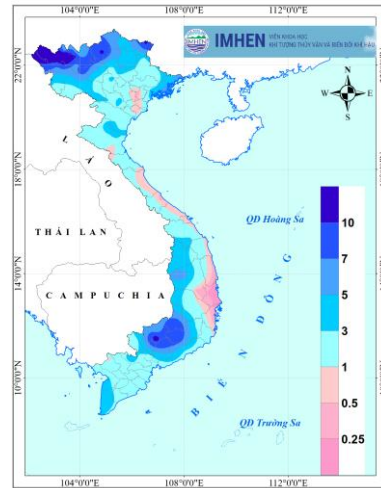 104°0'0"E 108°0'0"E 112°0'0"E
IMHEN
VIỆN KHOA HỌC
KHÍ TƯỢNG THỦY VĂN VÀ BIẾN ĐỔI KHÍ HẬU
IMHEN
22°0'0"N
N
W E
S
LÀO
18°0'0"N
QĐ Hoàng Sa
THÁI LAN
10
7
14°0'0"N
CAMPUCHIA
5
3
BIỂN ĐÔNG
1
10°0'0"N
0.5
QĐ Trường Sa
0.25
104°0'0"E 108°0'0"E 112°0'0"E